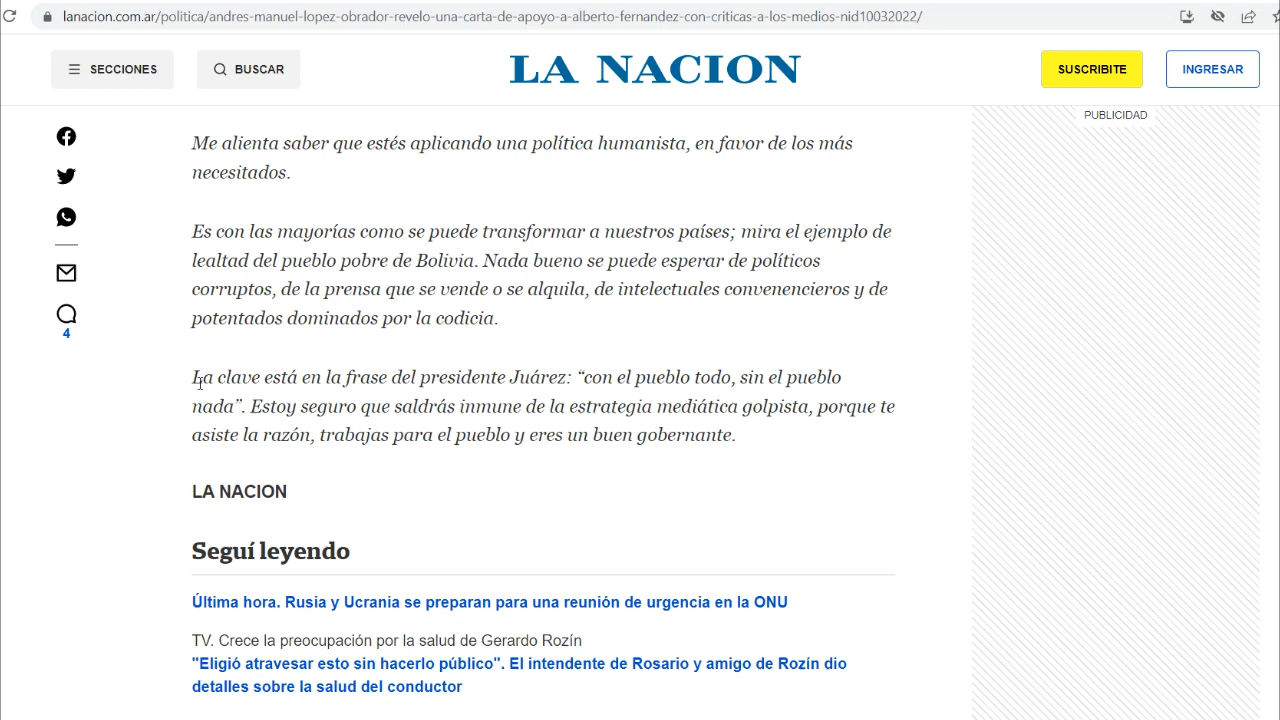 lanacion.com.ar/politica/andres-manuel-lopez-obrador-revelo-una-carta-de-apoyo-a-alberto-fernandez-con-criticas-a-los-medios-nid10032022/
SECCIONES
BUSCAR
LA NACION
SUSCRIBITE
INGRESAR
PUBLICIDAD
Me alienta saber que estés aplicando una política humanista, en favor de los más
necesitados.
Es con las mayorías como se puede transformar a nuestros países; mira el ejemplo de
lealtad del pueblo pobre de Bolivia. Nada bueno se puede esperar de políticos
corruptos, de la prensa que se vende o se alquila, de intelectuales convenencieros y de
potentados dominados por la codicia.
4
La clave está en la frase del presidente Juárez: “con el pueblo todo, sin el pueblo
nada”. Estoy seguro que saldrás inmune de la estrategia mediática golpista, porque te
asiste la razón, trabajas para el pueblo y eres un buen gobernante.
LA NACION
Seguí leyendo
Última hora. Rusia y Ucrania se preparan para una reunión de urgencia en la ONU
TV. Crece la preocupación por la salud de Gerardo Rozín
"Eligió atravesar esto sin hacerlo público". El intendente de Rosario y amigo de Rozín dio
detalles sobre la salud del conductor